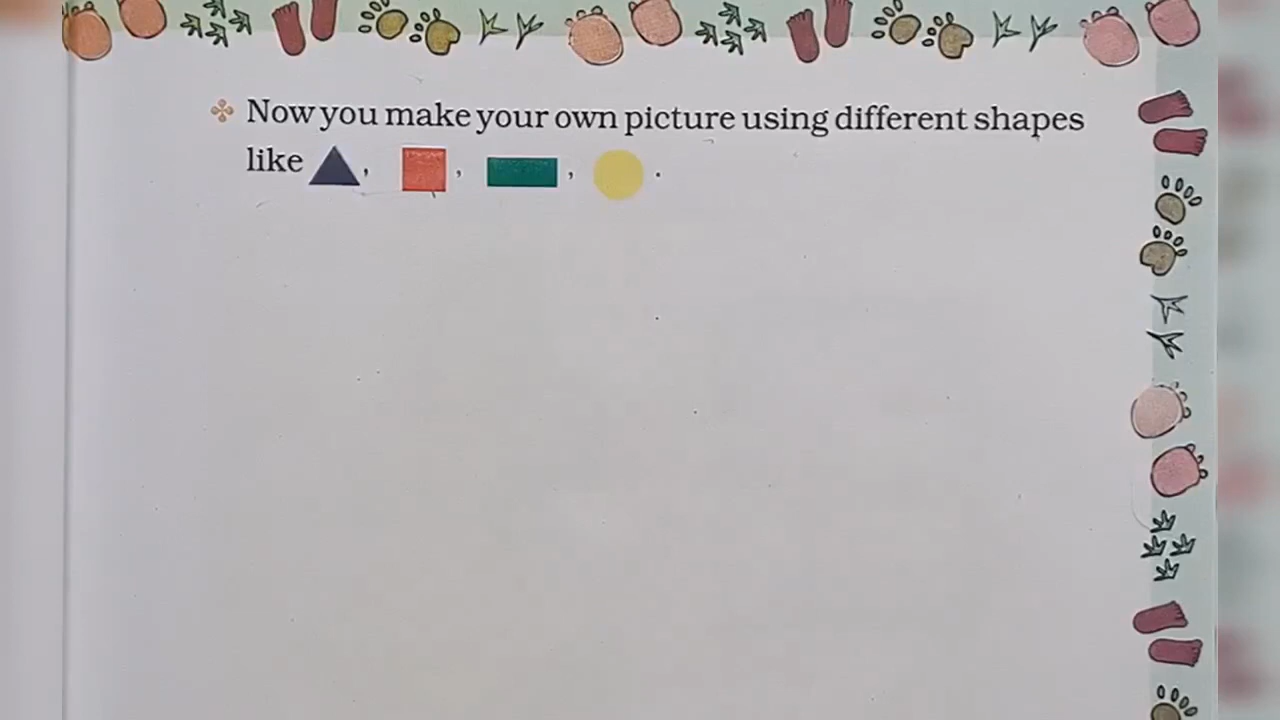 Now you make your own picture using different shapes
like , , , .